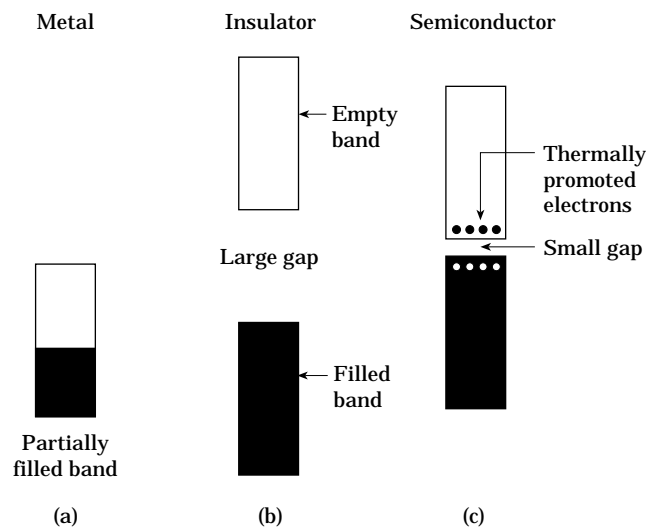 Metal
Insulator
Semiconductor
Empty
band
Thermally
promoted
electrons
Large gap
Small gap
Filled
band
Partially
filled band
(a)
(b)
(c)